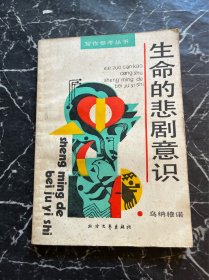 写作参考丛书
xie zuo can kao
cong shu
sheng ming de
bei ju yi shi
生命的悲剧意识
sheng ming de
bei ju yi shi
乌纳穆诺
北方文艺出版社